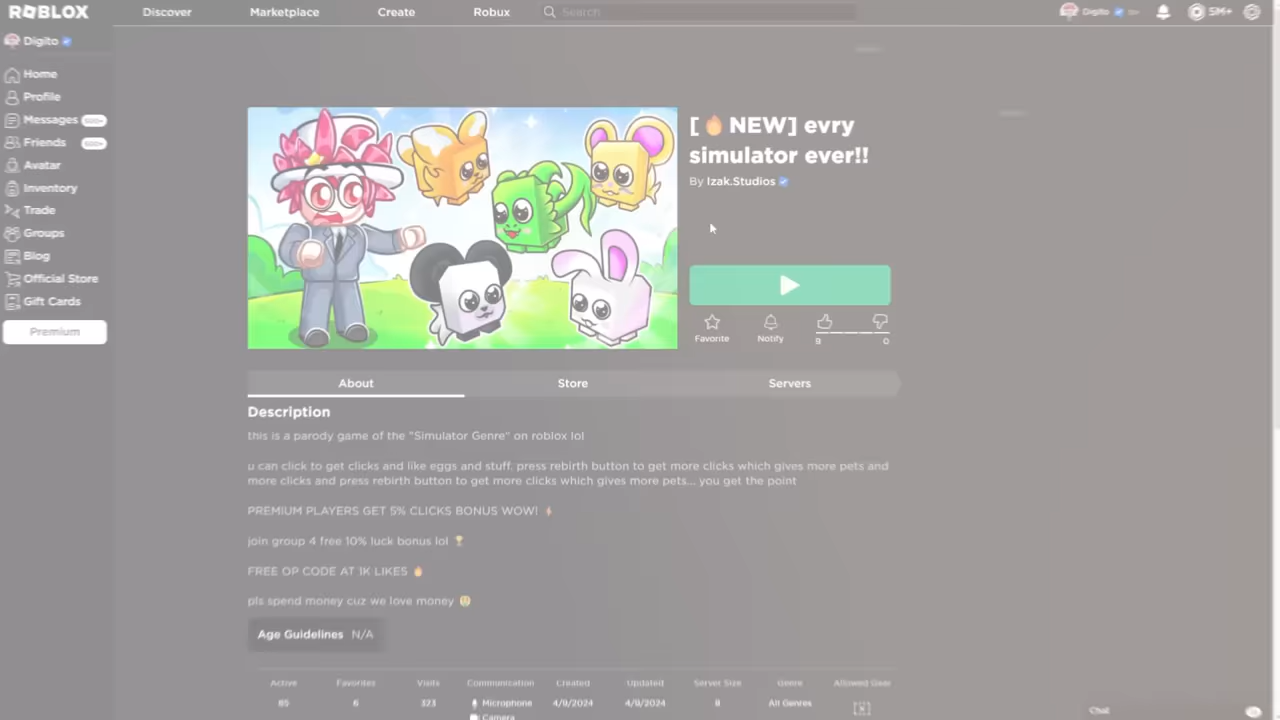 ROBLOX
Discover
Marketplace
Create
Robux
Search
Digito
5M+
Digito
Home
Profile
Messages
Friends
Avatar
Inventory
Trade
Groups
Blog
Official Store
Gift Cards
Premium
[🔥NEW] evry
simulator ever!!
By Izak.Studios
Favorite
Notify
9
0
About
Store
Servers
Description
this is a parody game of the "Simulator Genre" on roblox lol
u can click to get clicks and like eggs and stuff. press rebirth button to get more clicks which gives more pets and
more clicks and press rebirth button to get more clicks which gives more pets... you get the point
PREMIUM PLAYERS GET 5% CLICKS BONUS WOW!
join group 4 free 10% luck bonus lol 🏆
FREE OP CODE AT 1K LIKES 🔥
pls spend money cuz we love money
Age Guidelines N/A
Active Favorites Visits Communication Created Updated Server Size Genre Allowed Gear
65 6 323 Microphone 4/9/2024 4/9/2024 8 All Genres
Camera
Chat